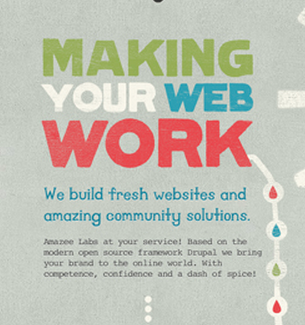 MAKING
YOUR WEB
WORK
We build fresh websites and
amazing community solutions.
Amazee Labs at your service! Based on the
modern open source framework Drupal we bring
your brand to the online world. With
competence, confidence and a dash of spice!